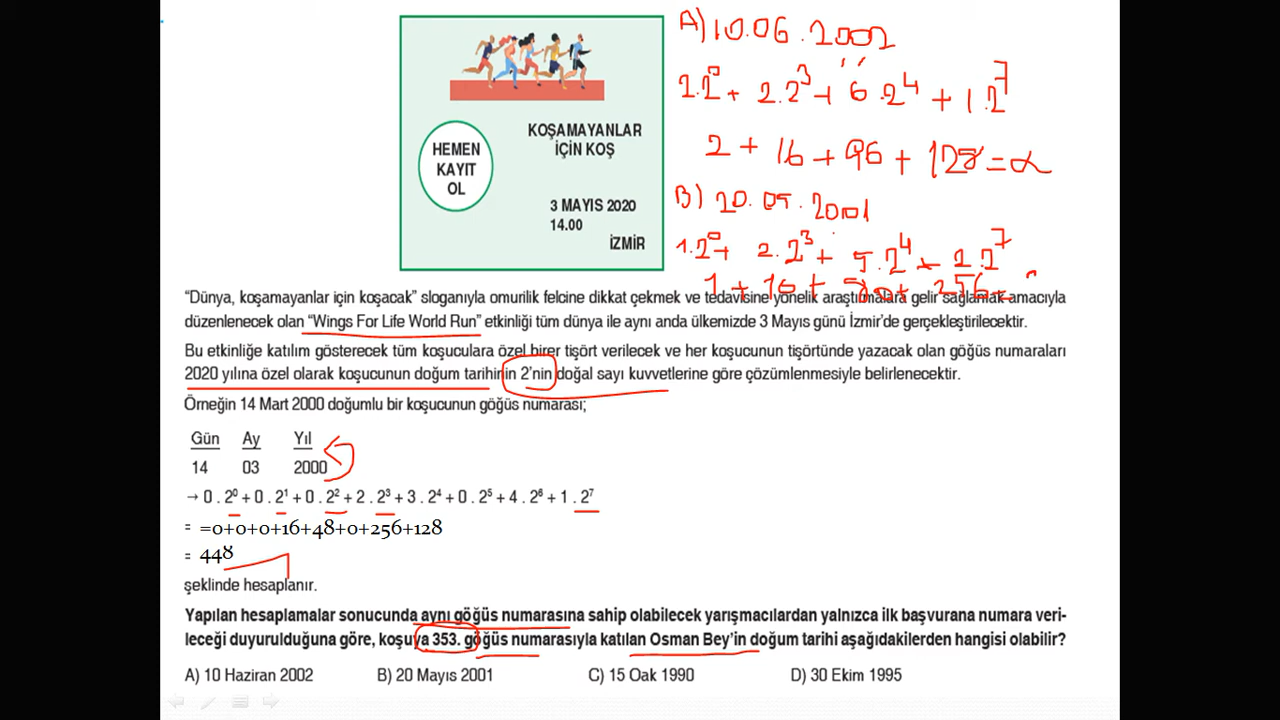 HEMEN
KAYIT
OL
KOŞAMAYANLAR
İÇİN KOŞ
3 MAYIS 2020
14.00
İZMİR
A) 10.06.2002
2.2⁰ + 2.2³ + 6.2⁴ + 1.2⁷
2 + 16 + 96 + 128 = α
B) 20.05.2001
1.2⁰ + 2.2³ + 5.2⁴ + 2.2⁷
1 + 16 + 80 + 256 =
“Dünya, koşamayanlar için koşacak” sloganıyla omurilik felcine dikkat çekmek ve tedavisine yönelik araştırmalara gelir sağlamak amacıyla
düzenlenecek olan “Wings For Life World Run” etkinliği tüm dünya ile aynı anda ülkemizde 3 Mayıs günü İzmir’de gerçekleştirilecektir.
Bu etkinliğe katılım gösterecek tüm koşuculara özel birer tişört verilecek ve her koşucunun tişörtünde yazacak olan göğüs numaraları
2020 yılına özel olarak koşucunun doğum tarihinin 2’nin doğal sayı kuvvetlerine göre çözümlenmesiyle belirlenecektir.
Örneğin 14 Mart 2000 doğumlu bir koşucunun göğüs numarası;
Gün Ay Yıl
14 03 2000
→ 0 . 2⁰ + 0 . 2¹ + 0 . 2² + 2 . 2³ + 3 . 2⁴ + 0 . 2⁵ + 4 . 2⁶ + 1 . 2⁷
= =0+0+0+16+48+0+256+128
= 448
şeklinde hesaplanır.
Yapılan hesaplamalar sonucunda aynı göğüs numarasına sahip olabilecek yarışmacılardan yalnızca ilk başvurana numara veri-
leceği duyurulduğuna göre, koşuya 353. göğüs numarasıyla katılan Osman Bey’in doğum tarihi aşağıdakilerden hangisi olabilir?
A) 10 Haziran 2002 B) 20 Mayıs 2001 C) 15 Oak 1990 D) 30 Ekim 1995